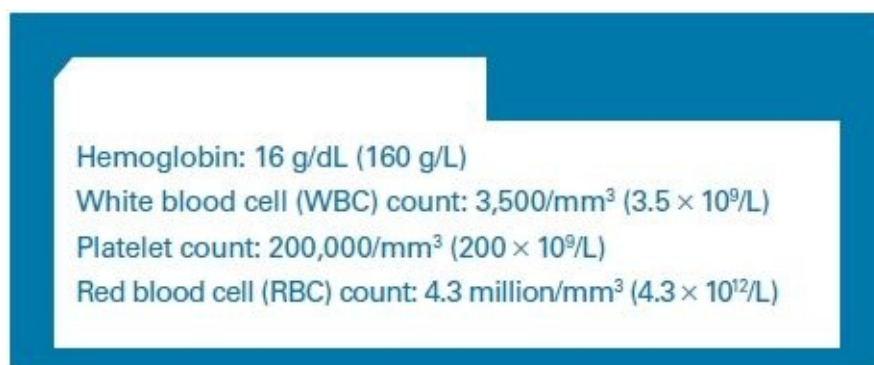 Hemoglobin: 16 g/dL (160 g/L)
White blood cell (WBC) count: 3,500/mm³ (3.5 × 10⁹/L)
Platelet count: 200,000/mm³ (200 × 10⁹/L)
Red blood cell (RBC) count: 4.3 million/mm³ (4.3 × 10¹²/L)